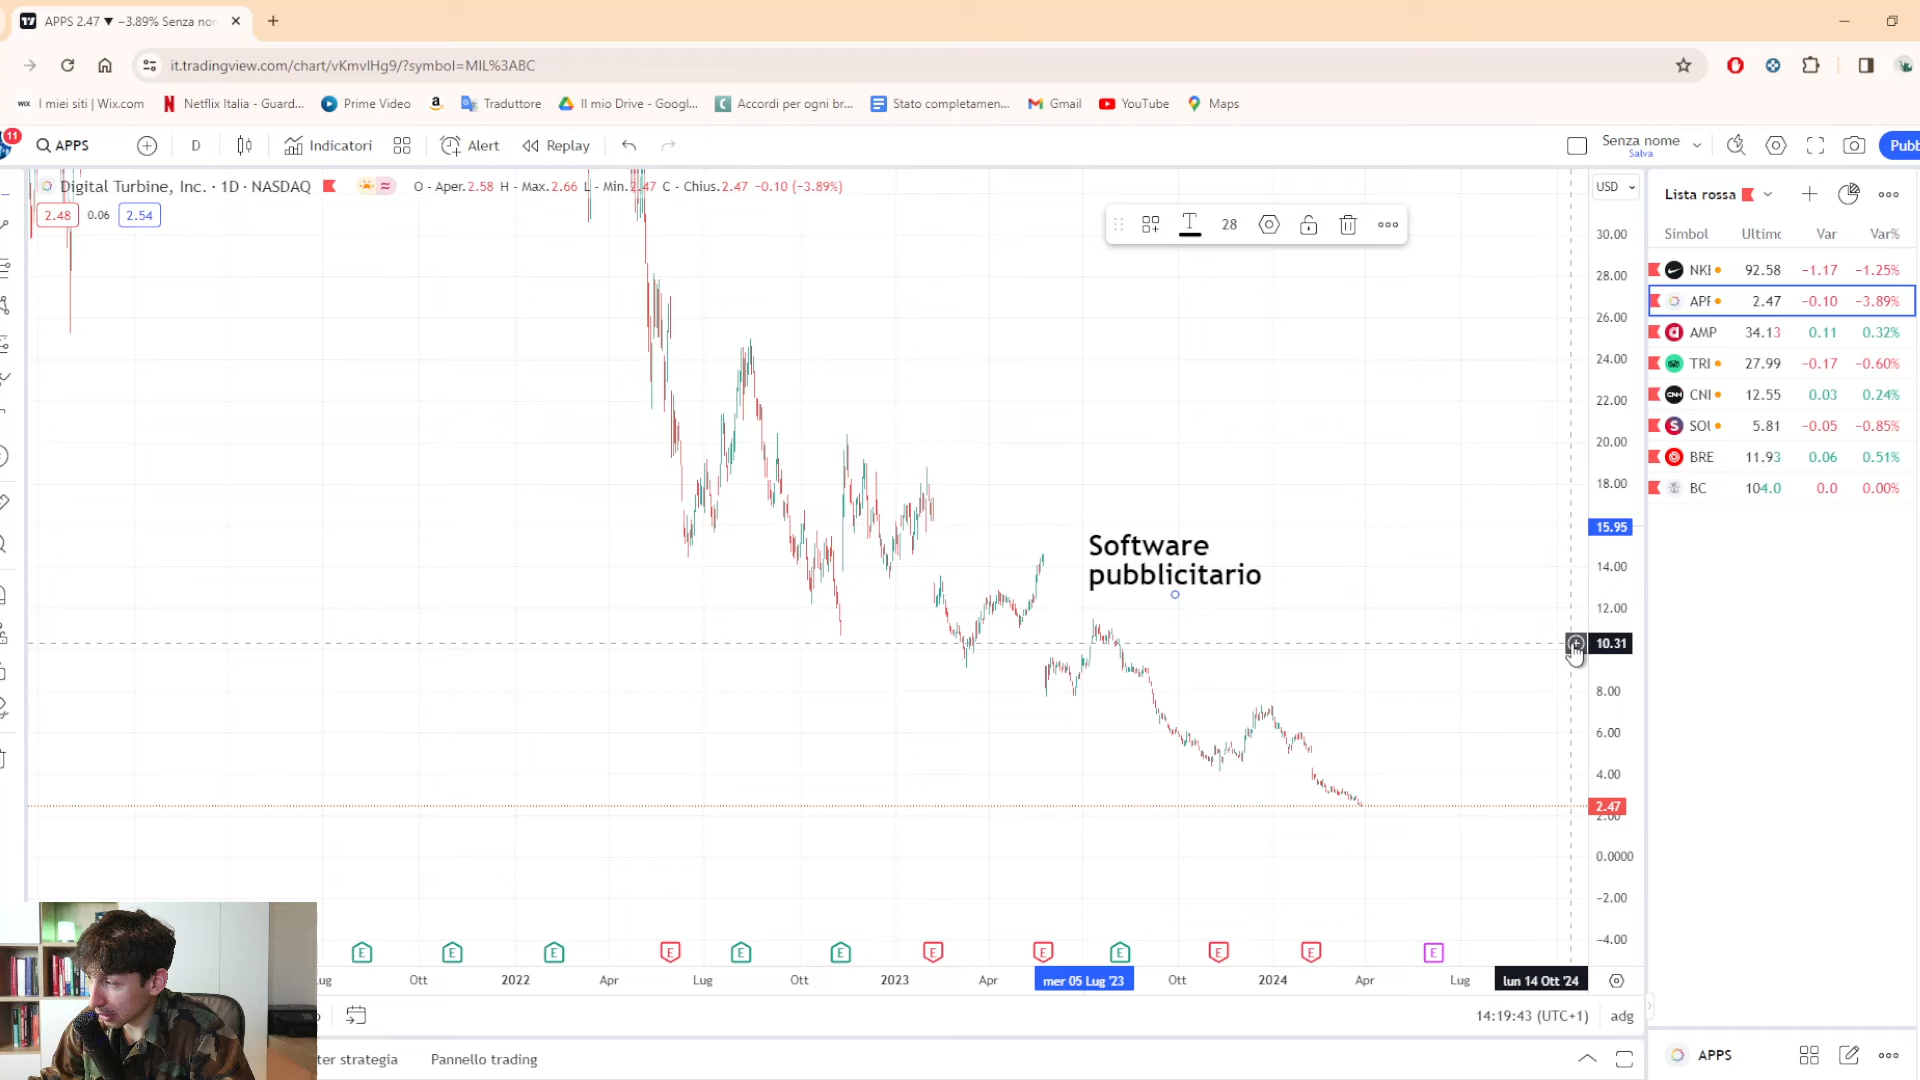 APPS 2.47 ▼ −3.89% Senza nor
it.tradingview.com/chart/vKmvlHg9/?symbol=MIL%3ABC
WIX I miei siti | Wix.com
N Netflix Italia - Guard...
Prime Video
Traduttore
Il mio Drive - Googl...
C Accordi per ogni br...
Stato completamen...
Gmail
YouTube
Maps
11
APPS
D
Indicatori
Alert
Replay
Senza nome
Salva
Pubb
Digital Turbine, Inc. · 1D · NASDAQ
O - Aper.2.58 H - Max.2.66 L - Min.2.47 C - Chius.2.47 −0.10 (−3.89%)
2.48 0.06 2.54
T 28
USD
30.00
28.00
26.00
24.00
22.00
20.00
18.00
15.95
14.00
12.00
10.31
8.00
6.00
4.00
2.47
2.00
0.0000
−2.00
−4.00
Software
pubblicitario
E E E E E E E E E E E E
ug Ott 2022 Apr Lug Ott 2023 Apr mer 05 Lug '23 Ott 2024 Apr Lug lun 14 Ott '24
14:19:43 (UTC+1) adg
ter strategia Pannello trading
Lista rossa
Simbol Ultimo Var Var%
NKI 92.58 −1.17 −1.25%
APF 2.47 −0.10 −3.89%
AMP 34.13 0.11 0.32%
TRI 27.99 −0.17 −0.60%
CNI 12.55 0.03 0.24%
SOU 5.81 −0.05 −0.85%
BRE 11.93 0.06 0.51%
BC 104.0 0.0 0.00%
APPS